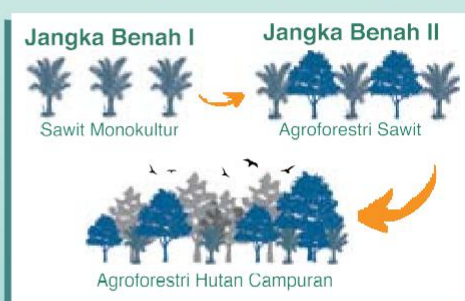 Jangka Benah I
Sawit Monokultur
Jangka Benah II
Agroforestri Sawit
Agroforestri Hutan Campuran